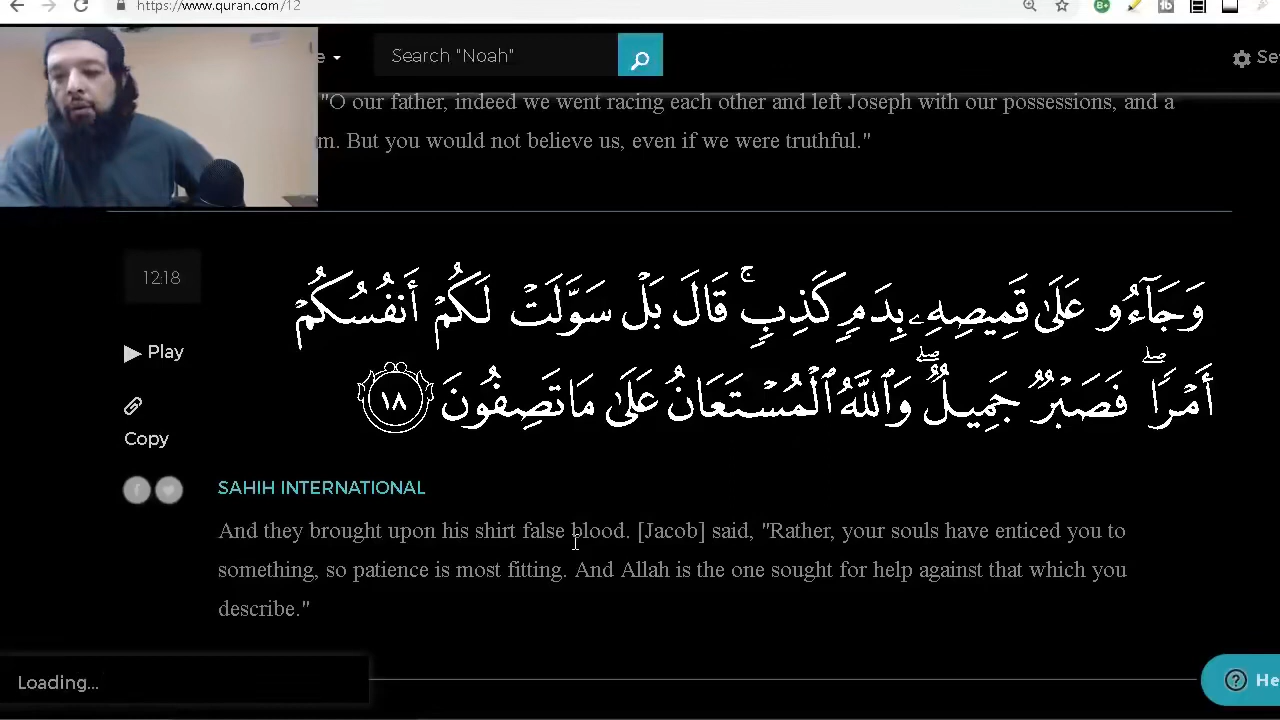 https://www.quran.com/12
e
Search "Noah"
"O our father, indeed we went racing each other and left Joseph with our possessions, and a
m. But you would not believe us, even if we were truthful."
12:18
وَجَآءُو عَلَىٰ قَمِيصِهِۦ بِدَمٍ كَذِبٍ ۚ قَالَ بَلْ سَوَّلَتْ لَكُمْ أَنفُسُكُمْ
أَمْرًا ۖ فَصَبْرٌ جَمِيلٌ ۖ وَٱللَّهُ ٱلْمُسْتَعَانُ عَلَىٰ مَا تَصِفُونَ ١٨
Play
Copy
SAHIH INTERNATIONAL
And they brought upon his shirt false blood. [Jacob] said, "Rather, your souls have enticed you to
something, so patience is most fitting. And Allah is the one sought for help against that which you
describe."
Loading...
? He